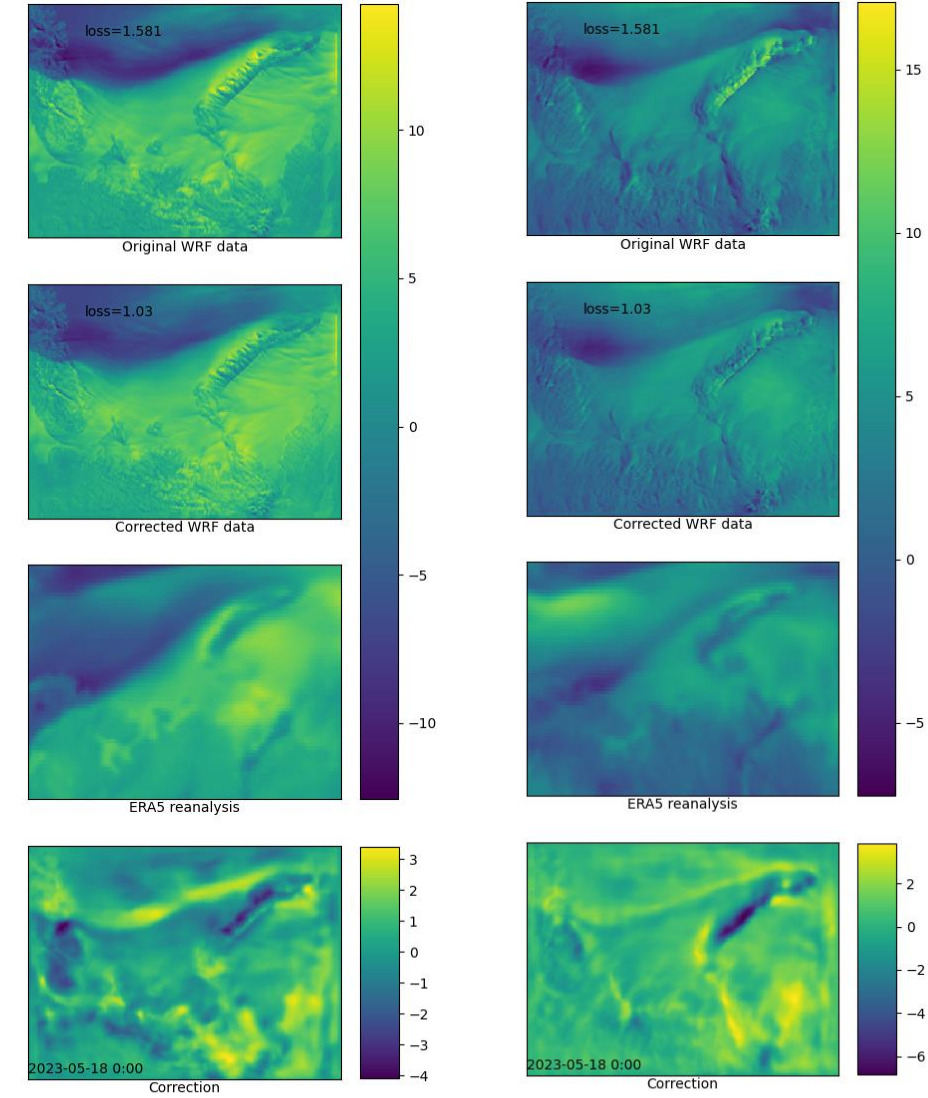 loss=1.581
Original WRF data
loss=1.03
Corrected WRF data
ERA5 reanalysis
10
5
0
−5
−10
2023-05-18 0:00
Correction
3
2
1
0
−1
−2
−3
−4
loss=1.581
Original WRF data
loss=1.03
Corrected WRF data
ERA5 reanalysis
15
10
5
0
−5
2023-05-18 0:00
Correction
2
0
−2
−4
−6